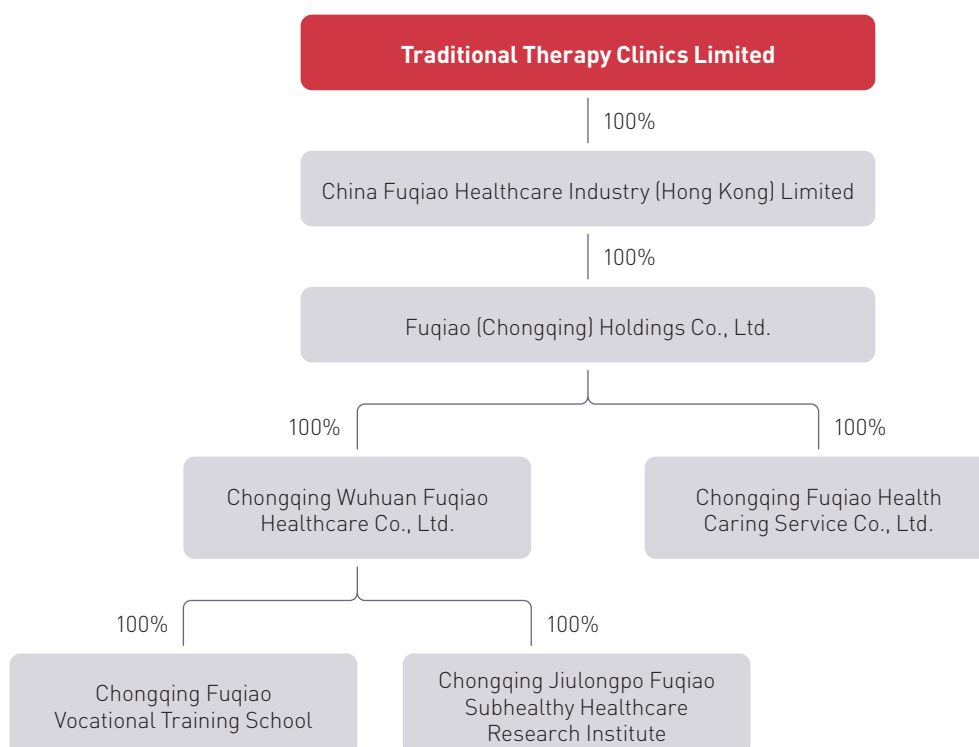 Traditional Therapy Clinics Limited
100%
China Fuqiao Healthcare Industry (Hong Kong) Limited
100%
Fuqiao (Chongqing) Holdings Co., Ltd.
100%
100%
Chongqing Wuhuan Fuqiao
Healthcare Co., Ltd.
Chongqing Fuqiao Health
Caring Service Co., Ltd.
100%
100%
Chongqing Fuqiao
Vocational Training School
Chongqing Jiulongpo Fuqiao
Subhealthy Healthcare
Research Institute